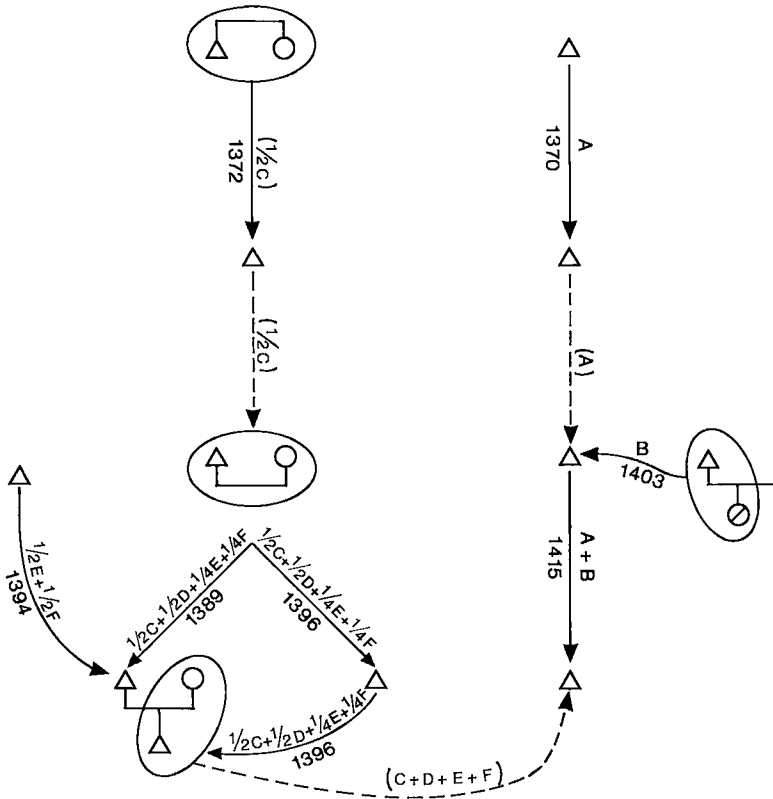 (½C)
1372
A
1370
(½C)
(A)
B
1403
A + B
1415
½E+½F
1394
½C+½D+¼E+¼F
1389
½C+½D+¼E+¼F
1396
½C+½D+¼E+¼F
1396
(C+D+E+F)